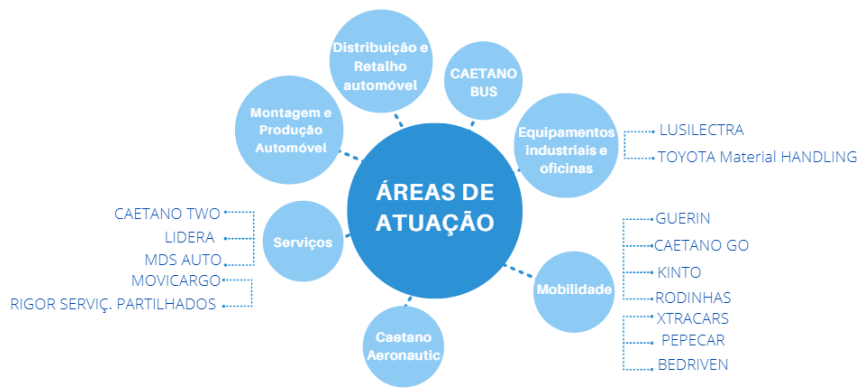 Distribuição e
Retalho
automóvel
CAETANO
BUS
Montagem e
Produção
Automóvel
Equipamentos
industriais e
oficinas
LUSILECTRA
TOYOTA Material HANDLING
ÁREAS DE
ATUAÇÃO
Serviços
CAETANO TWO
LIDERA
MDS AUTO
MOVICARGO
RIGOR SERVIÇ. PARTILHADOS
Mobilidade
GUERIN
CAETANO GO
KINTO
RODINHAS
XTRACARS
PEPECAR
BEDRIVEN
Caetano
Aeronautic